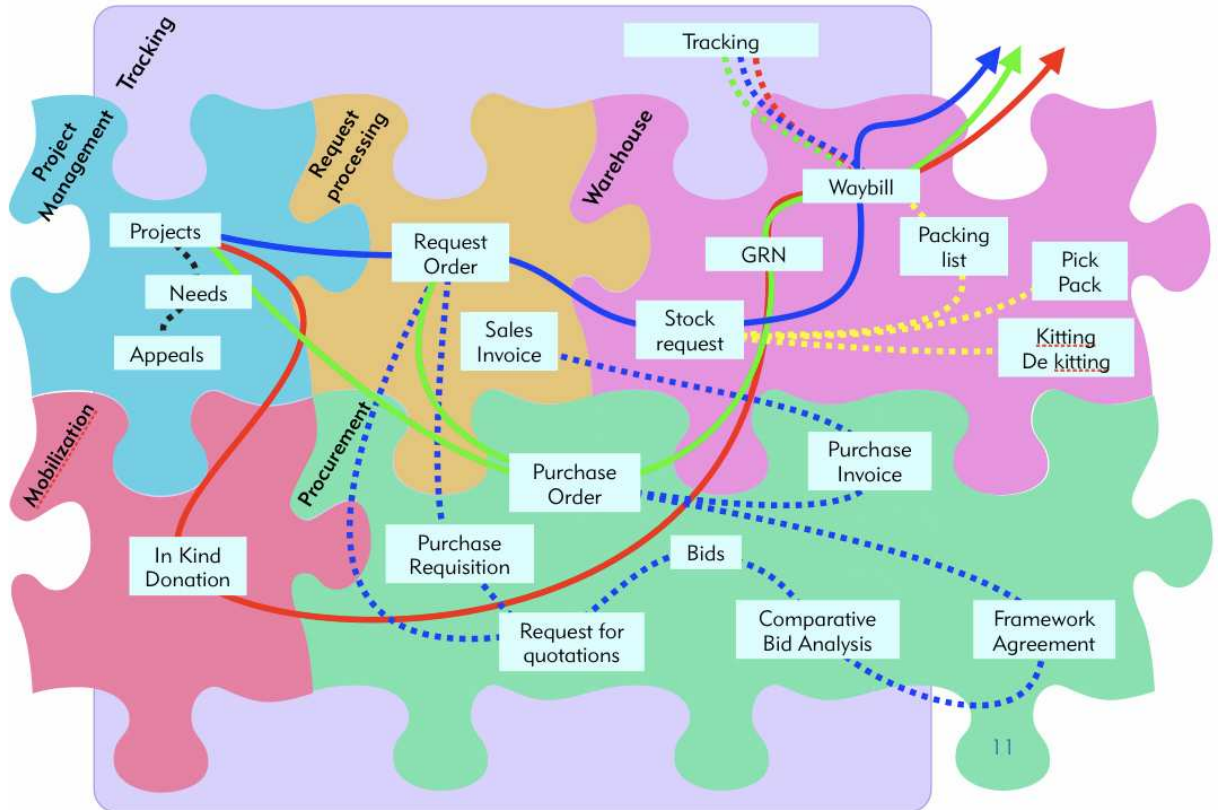 Tracking
Tracking
Project
Management
Request
processing
Warehouse
Waybill
Projects
Request
Order
GRN
Packing
list
Pick
Pack
Needs
Stock
request
Sales
Invoice
Kitting
De kitting
Appeals
Mobilization
Procurement
Purchase
Order
Purchase
Invoice
In Kind
Donation
Purchase
Requisition
Bids
Request for
quotations
Comparative
Bid Analysis
Framework
Agreement
11